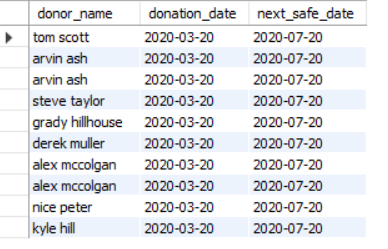 donor_name donation_date next_safe_date
tom scott 2020-03-20 2020-07-20
arvin ash 2020-03-20 2020-07-20
arvin ash 2020-03-20 2020-07-20
steve taylor 2020-03-20 2020-07-20
grady hillhouse 2020-03-20 2020-07-20
derek muller 2020-03-20 2020-07-20
alex mccolgan 2020-03-20 2020-07-20
alex mccolgan 2020-03-20 2020-07-20
nice peter 2020-03-20 2020-07-20
kyle hill 2020-03-20 2020-07-20